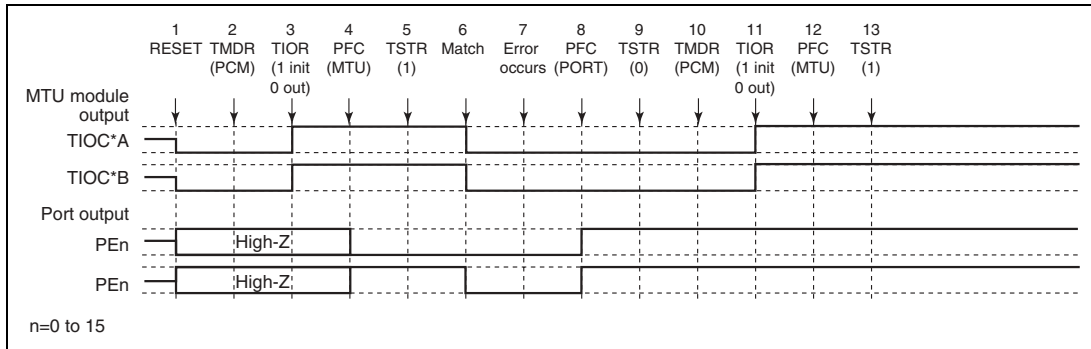 1 2 3 4 5 6 7 8 9 10 11 12 13
RESET TMDR TIOR PFC TSTR Match Error PFC TSTR TMDR TIOR PFC TSTR
(PCM) (1 init (MTU) (1) occurs (PORT) (0) (PCM) (1 init (MTU) (1)
0 out) 0 out)
MTU module
output
TIOC*A
TIOC*B
Port output
PEn High-Z
PEn High-Z
n=0 to 15